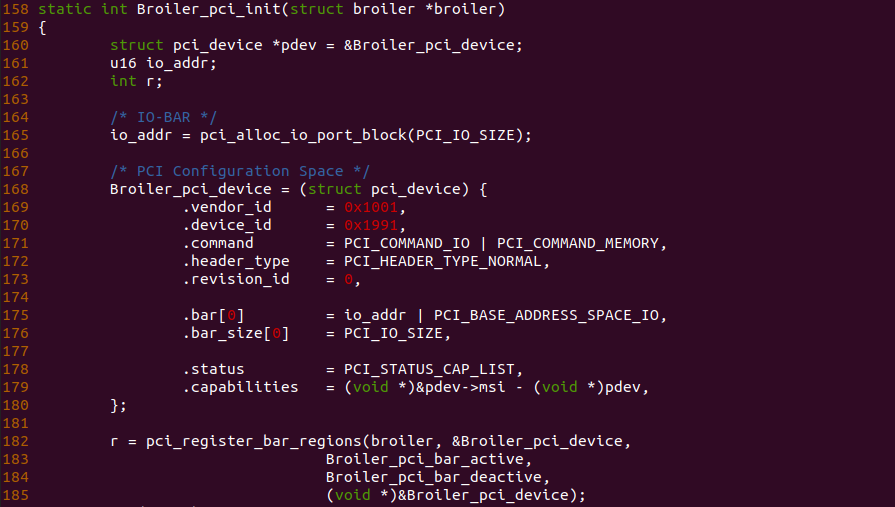 158 static int Broiler_pci_init(struct broiler *broiler)
159 {
160         struct pci_device *pdev = &Broiler_pci_device;
161         u16 io_addr;
162         int r;
163
164         /* IO-BAR */
165         io_addr = pci_alloc_io_port_block(PCI_IO_SIZE);
166
167         /* PCI Configuration Space */
168         Broiler_pci_device = (struct pci_device) {
169                 .vendor_id      = 0x1001,
170                 .device_id      = 0x1991,
171                 .command        = PCI_COMMAND_IO | PCI_COMMAND_MEMORY,
172                 .header_type    = PCI_HEADER_TYPE_NORMAL,
173                 .revision_id    = 0,
174
175                 .bar[0]         = io_addr | PCI_BASE_ADDRESS_SPACE_IO,
176                 .bar_size[0]    = PCI_IO_SIZE,
177
178                 .status         = PCI_STATUS_CAP_LIST,
179                 .capabilities   = (void *)&pdev->msi - (void *)pdev,
180         };
181
182         r = pci_register_bar_regions(broiler, &Broiler_pci_device,
183                                 Broiler_pci_bar_active,
184                                 Broiler_pci_bar_deactive,
185                                 (void *)&Broiler_pci_device);